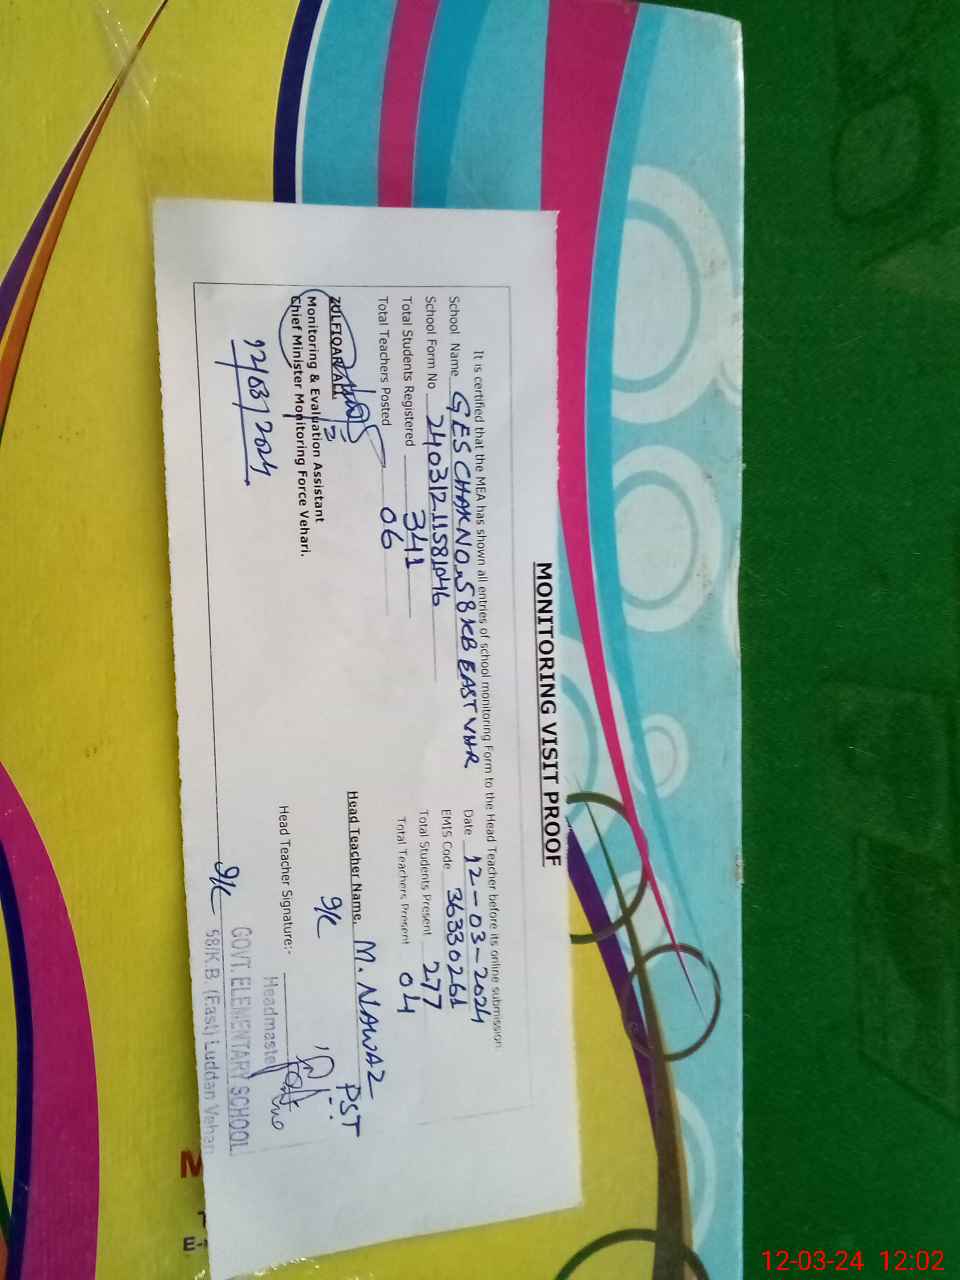 MONITORING VISIT PROOF
It is certified that the MEA has shown all entries of school monitoring Form to the Head Teacher before its online submission.
School Name GES CHAK NO. 58 KB EAST VHR Date 12-03-2024
School Form No 240312.11581046 EMIS Code 36330261
Total Students Registered 341 Total Students Present 277
Total Teachers Posted 06 Total Teachers Present 04
ZULFIQAR ALI
Monitoring & Evaluation Assistant
Chief Minister Monitoring Force Vehari.
12/03/2024
Head Teacher Name. M. NAWAZ PST
I/C
Head Teacher Signature:-
I/C
Headmaster
GOVT. ELEMENTARY SCHOOL
58/K.B. (East) Luddan Vehari
M
E-
12-03-24 12:02